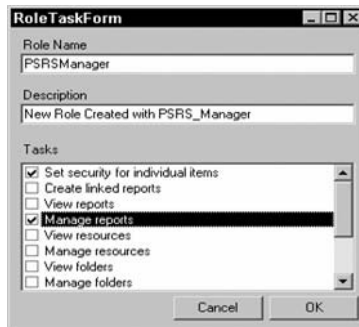 RoleTaskForm
Role Name
PSRSManager
Description
New Role Created with PSRS_Manager
Tasks
Set security for individual items
Create linked reports
View reports
Manage reports
View resources
Manage resources
View folders
Manage folders
Cancel
OK